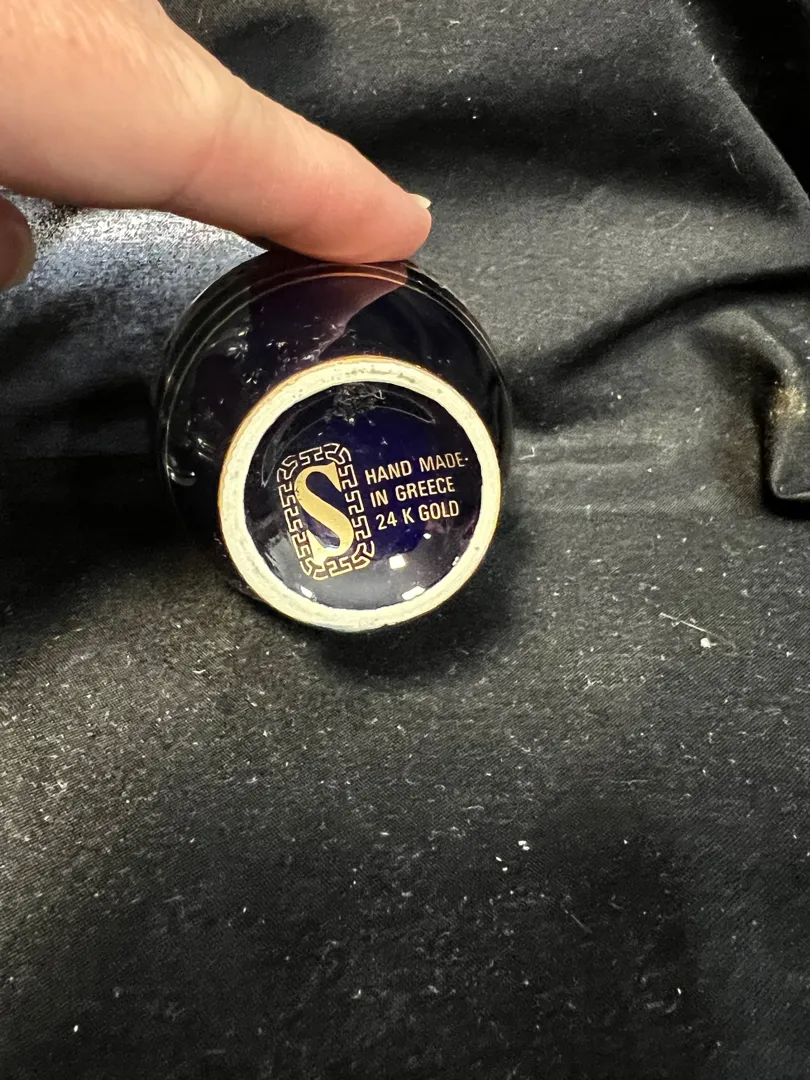 S
HAND MADE-
IN GREECE
24 K GOLD